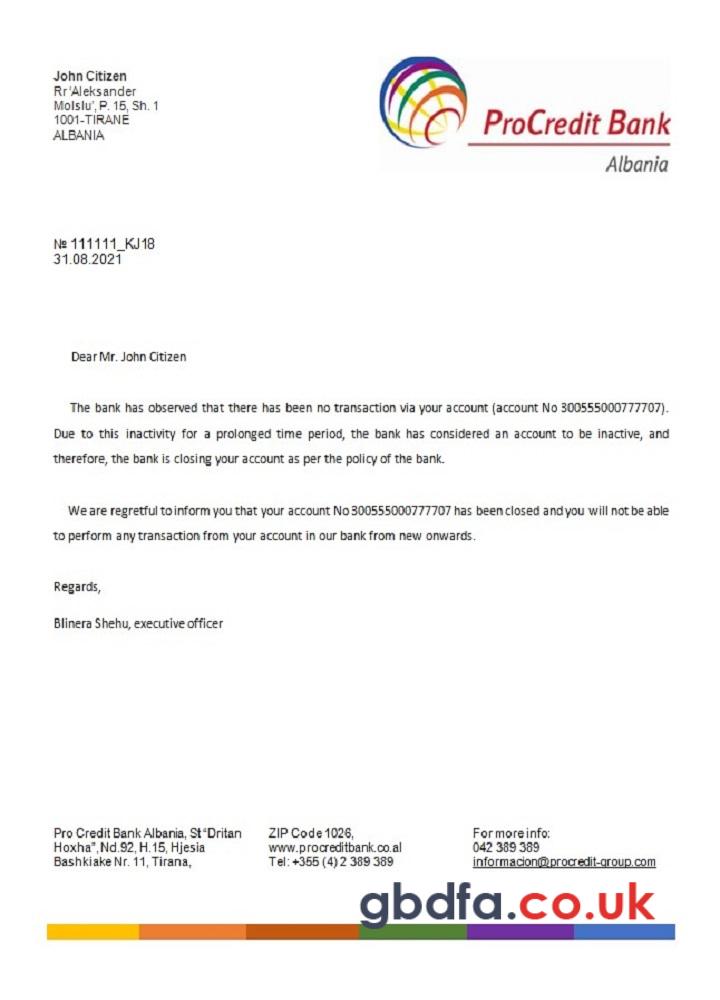 John Citizen
Rr'Aleksander
Moisiu', P. 15, Sh. 1
1001-TIRANË
ALBANIA
ProCredit Bank
Albania
№ 111111_KJ18
31.08.2021
Dear Mr. John Citizen
The bank has observed that there has been no transaction via your account (account No 300555000777707).
Due to this inactivity for a prolonged time period, the bank has considered an account to be inactive, and
therefore, the bank is closing your account as per the policy of the bank.
We are regretful to inform you that your account No 300555000777707 has been closed and you will not be able
to perform any transaction from your account in our bank from new onwards.
Regards,
Blinera Shehu, executive officer
Pro Credit Bank Albania, St"Dritan
Hoxha", Nd.92, H.15, Hjesia
Bashkiake Nr. 11, Tirana,
ZIP Code 1026,
www.procreditbank.co.al
Tel: +355 (4) 2 389 389
For more info:
042 389 389
informacion@procredit-group.com
gbdfa.co.uk